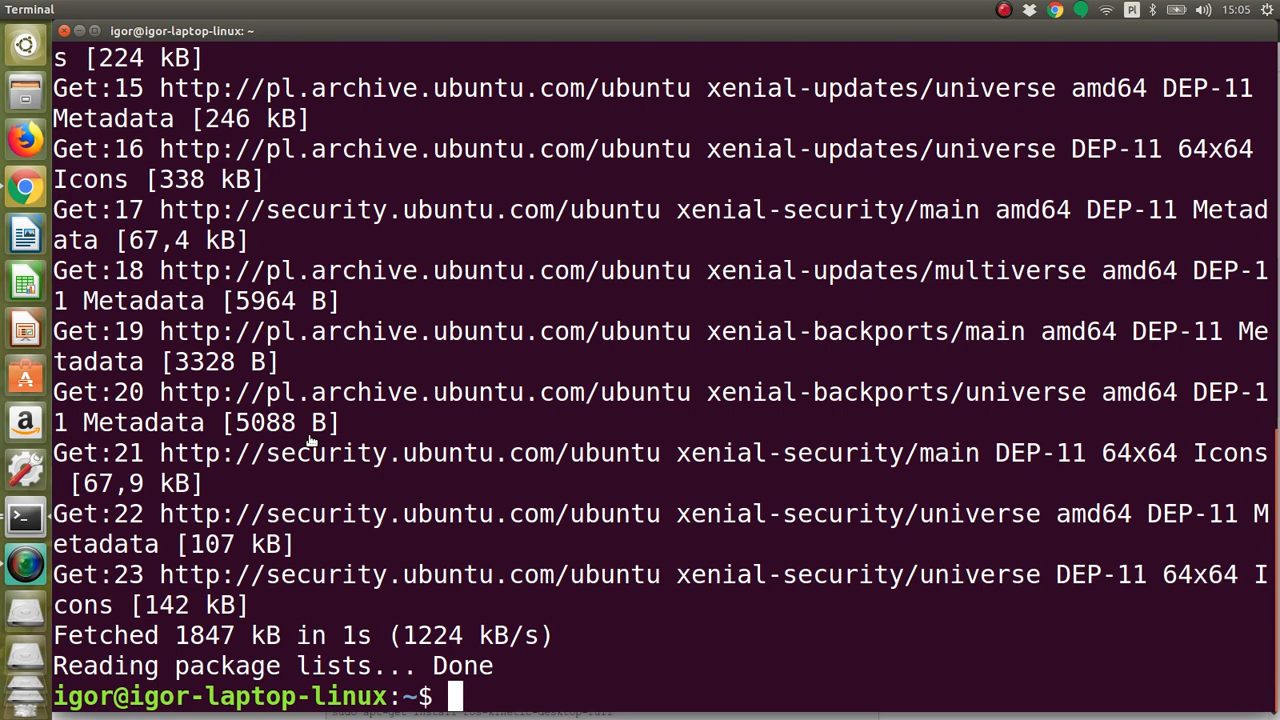 Terminal
Pl
15:05
igor@igor-laptop-linux: ~
s [224 kB]
Get:15 http://pl.archive.ubuntu.com/ubuntu xenial-updates/universe amd64 DEP-11
Metadata [246 kB]
Get:16 http://pl.archive.ubuntu.com/ubuntu xenial-updates/universe DEP-11 64x64
Icons [338 kB]
Get:17 http://security.ubuntu.com/ubuntu xenial-security/main amd64 DEP-11 Metad
ata [67,4 kB]
Get:18 http://pl.archive.ubuntu.com/ubuntu xenial-updates/multiverse amd64 DEP-1
1 Metadata [5964 B]
Get:19 http://pl.archive.ubuntu.com/ubuntu xenial-backports/main amd64 DEP-11 Me
tadata [3328 B]
Get:20 http://pl.archive.ubuntu.com/ubuntu xenial-backports/universe amd64 DEP-1
1 Metadata [5088 B]
Get:21 http://security.ubuntu.com/ubuntu xenial-security/main DEP-11 64x64 Icons
[67,9 kB]
Get:22 http://security.ubuntu.com/ubuntu xenial-security/universe amd64 DEP-11 M
etadata [107 kB]
Get:23 http://security.ubuntu.com/ubuntu xenial-security/universe DEP-11 64x64 I
cons [142 kB]
Fetched 1847 kB in 1s (1224 kB/s)
Reading package lists... Done
igor@igor-laptop-linux:~$